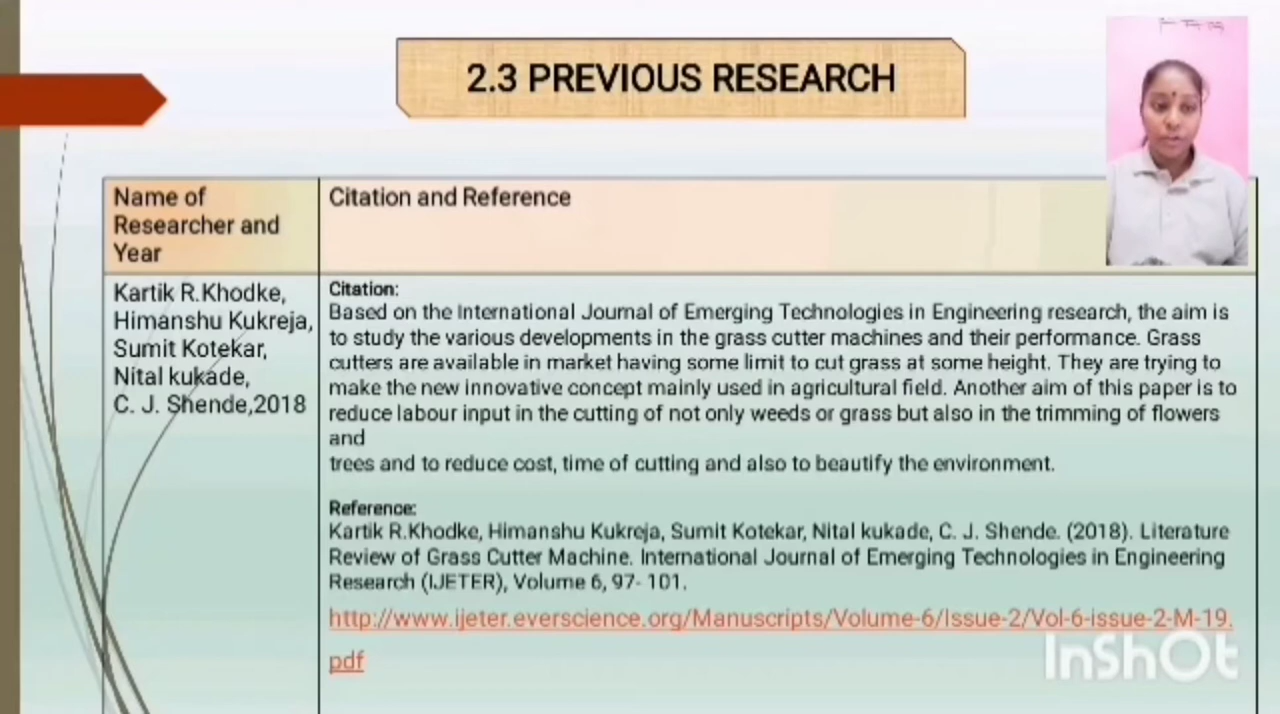 2.3 PREVIOUS RESEARCH
Name of
Researcher and
Year
Citation and Reference
Kartik R.Khodke,
Himanshu Kukreja,
Sumit Kotekar,
Nital kukade,
C. J. Shende,2018
Citation:
Based on the International Journal of Emerging Technologies in Engineering research, the aim is
to study the various developments in the grass cutter machines and their performance. Grass
cutters are available in market having some limit to cut grass at some height. They are trying to
make the new innovative concept mainly used in agricultural field. Another aim of this paper is to
reduce labour input in the cutting of not only weeds or grass but also in the trimming of flowers
and
trees and to reduce cost, time of cutting and also to beautify the environment.
Reference:
Kartik R.Khodke, Himanshu Kukreja, Sumit Kotekar, Nital kukade, C. J. Shende. (2018). Literature
Review of Grass Cutter Machine. International Journal of Emerging Technologies in Engineering
Research (IJETER), Volume 6, 97- 101.
http://www.ijeter.everscience.org/Manuscripts/Volume-6/Issue-2/Vol-6-issue-2-M-19.
pdf
InShOt